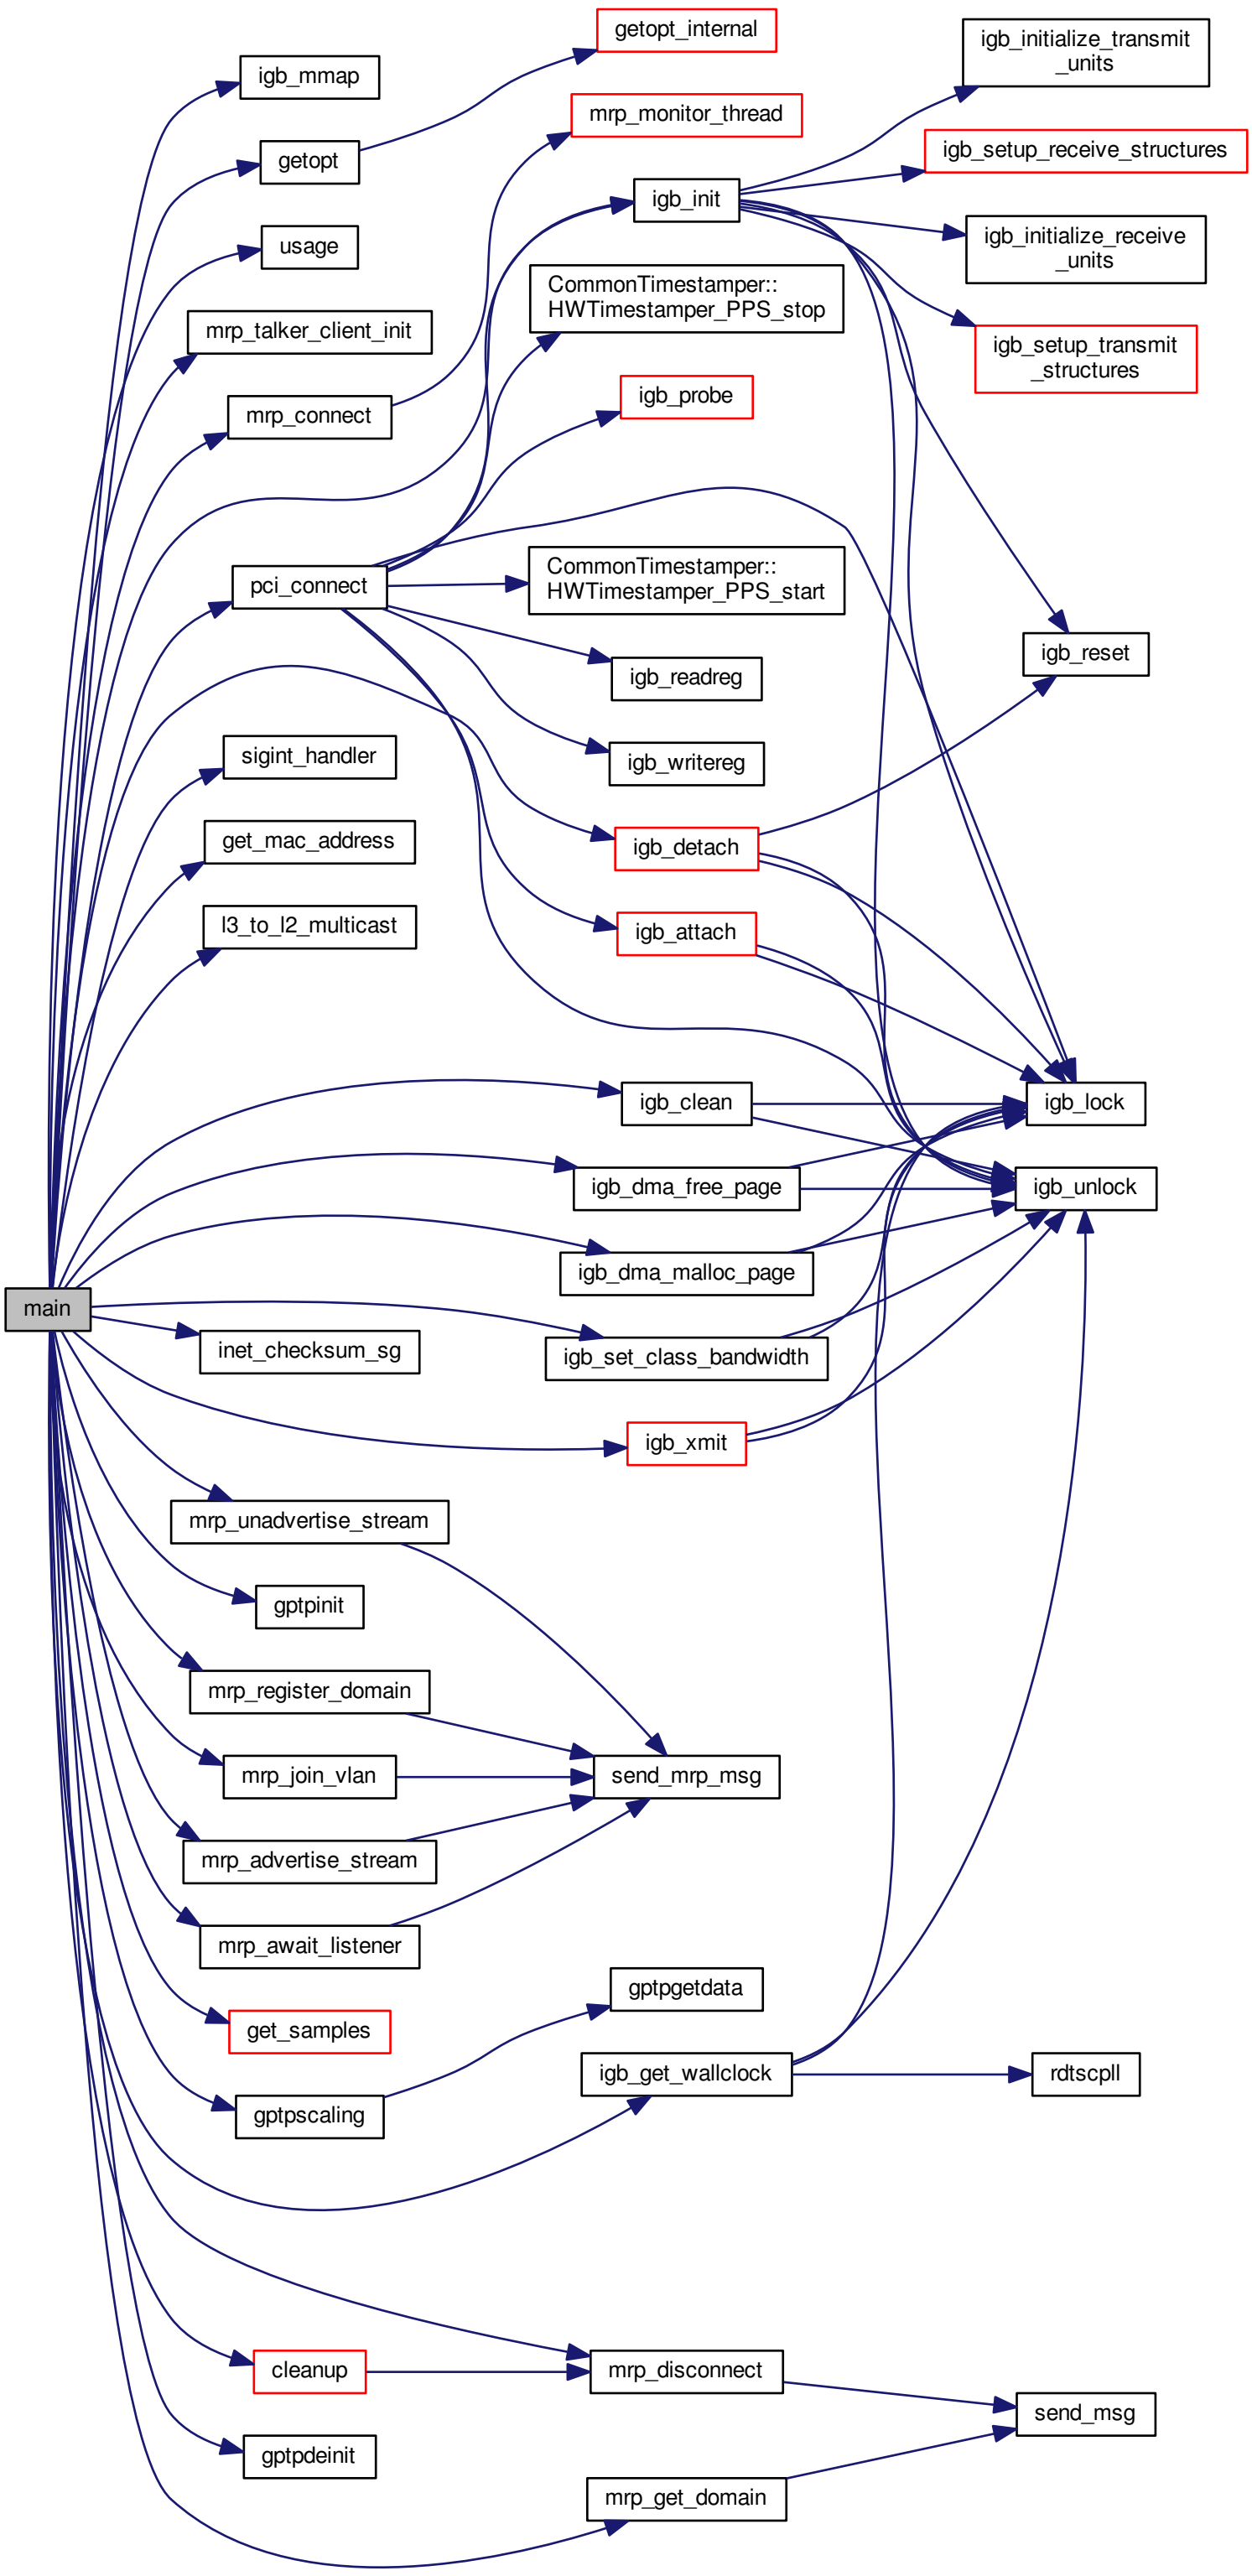 getopt_internal
igb_initialize_transmit
_units
igb_mmap
mrp_monitor_thread
igb_setup_receive_structures
getopt
igb_init
usage
igb_initialize_receive
_units
CommonTimestamper::
HWTimestamper_PPS_stop
mrp_talker_client_init
igb_setup_transmit
_structures
igb_probe
mrp_connect
pci_connect
CommonTimestamper::
HWTimestamper_PPS_start
igb_reset
igb_readreg
sigint_handler
igb_writereg
get_mac_address
igb_detach
l3_to_l2_multicast
igb_attach
igb_clean
igb_lock
igb_dma_free_page
igb_unlock
igb_dma_malloc_page
main
inet_checksum_sg
igb_set_class_bandwidth
igb_xmit
mrp_unadvertise_stream
gptpinit
mrp_register_domain
mrp_join_vlan
send_mrp_msg
mrp_advertise_stream
mrp_await_listener
gptpgetdata
get_samples
igb_get_wallclock
rdtscpll
gptpscaling
cleanup
mrp_disconnect
send_msg
gptpdeinit
mrp_get_domain